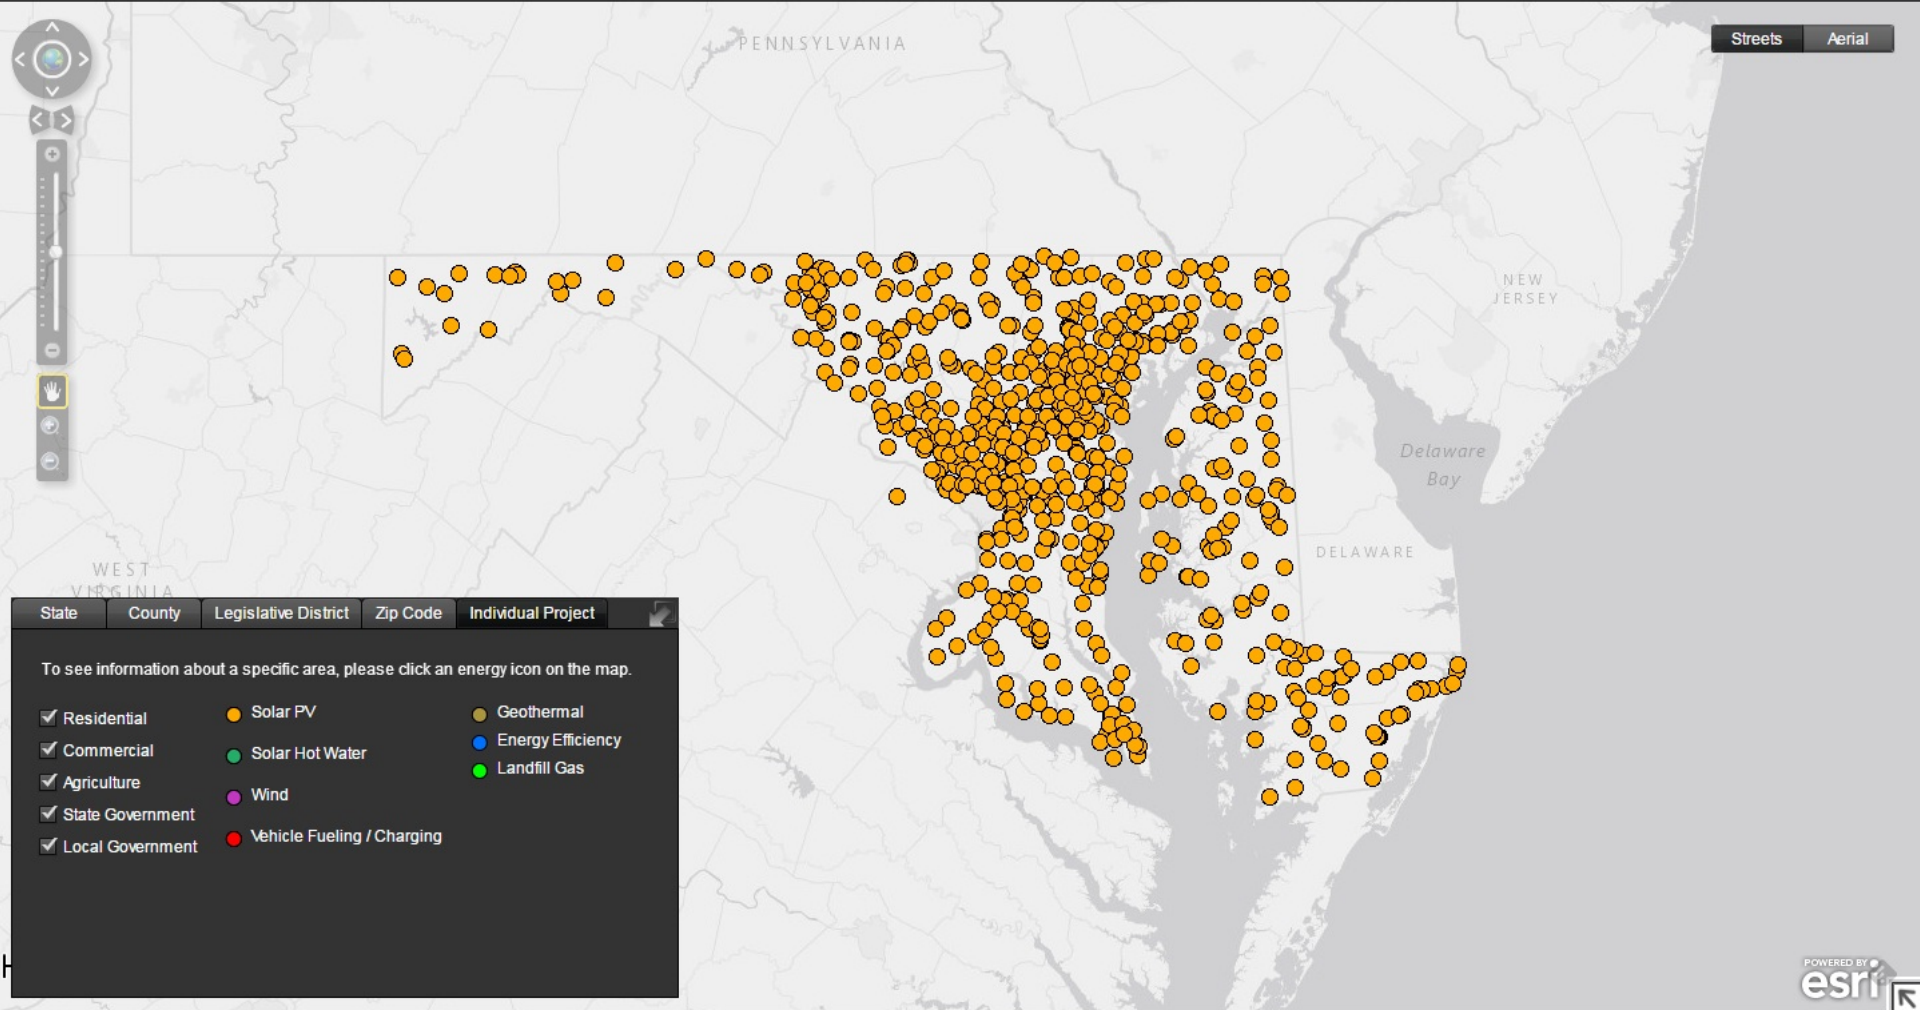 PENNSYLVANIA
Streets Aerial
NEW
JERSEY
Delaware
Bay
DELAWARE
WEST
VIRGINIA
State County Legislative District Zip Code Individual Project
To see information about a specific area, please click an energy icon on the map.
Residential
Commercial
Agriculture
State Government
Local Government
Solar PV
Solar Hot Water
Wind
Vehicle Fueling / Charging
Geothermal
Energy Efficiency
Landfill Gas
H
POWERED BY
esri